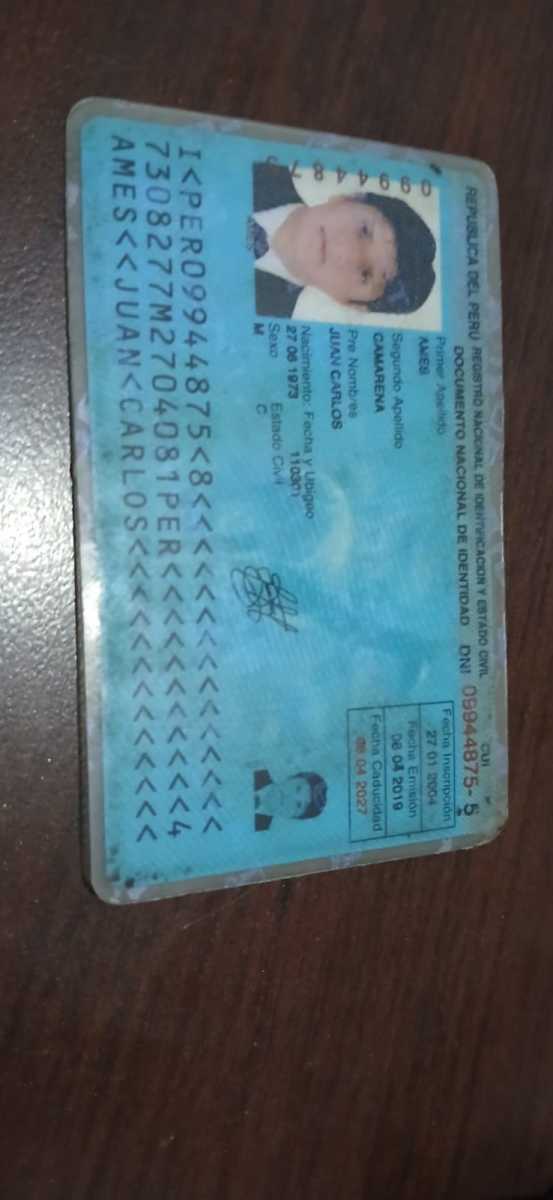 REPUBLICA DEL PERÚ REGISTRO NACIONAL DE IDENTIFICACION Y ESTADO CIVIL
DOCUMENTO NACIONAL DE IDENTIDAD DNI 09944875-5
CUI
Primer Apellido
AMES
Segundo Apellido
CAMARENA
Pre Nombres
JUAN CARLOS
Nacimiento: Fecha y Ubigeo
27 06 1973 110301
Sexo Estado Civil
M C
Fecha Inscripción
27 01 2004
Fecha Emisión
08 04 2019
Fecha Caducidad
08 04 2027
I<PER09944875<8<<<<<<<<<<<<<<<
7308277M2704081PER<<<<<<<<<<<4
AMES<<JUAN<CARLOS<<<<<<<<<<<<<